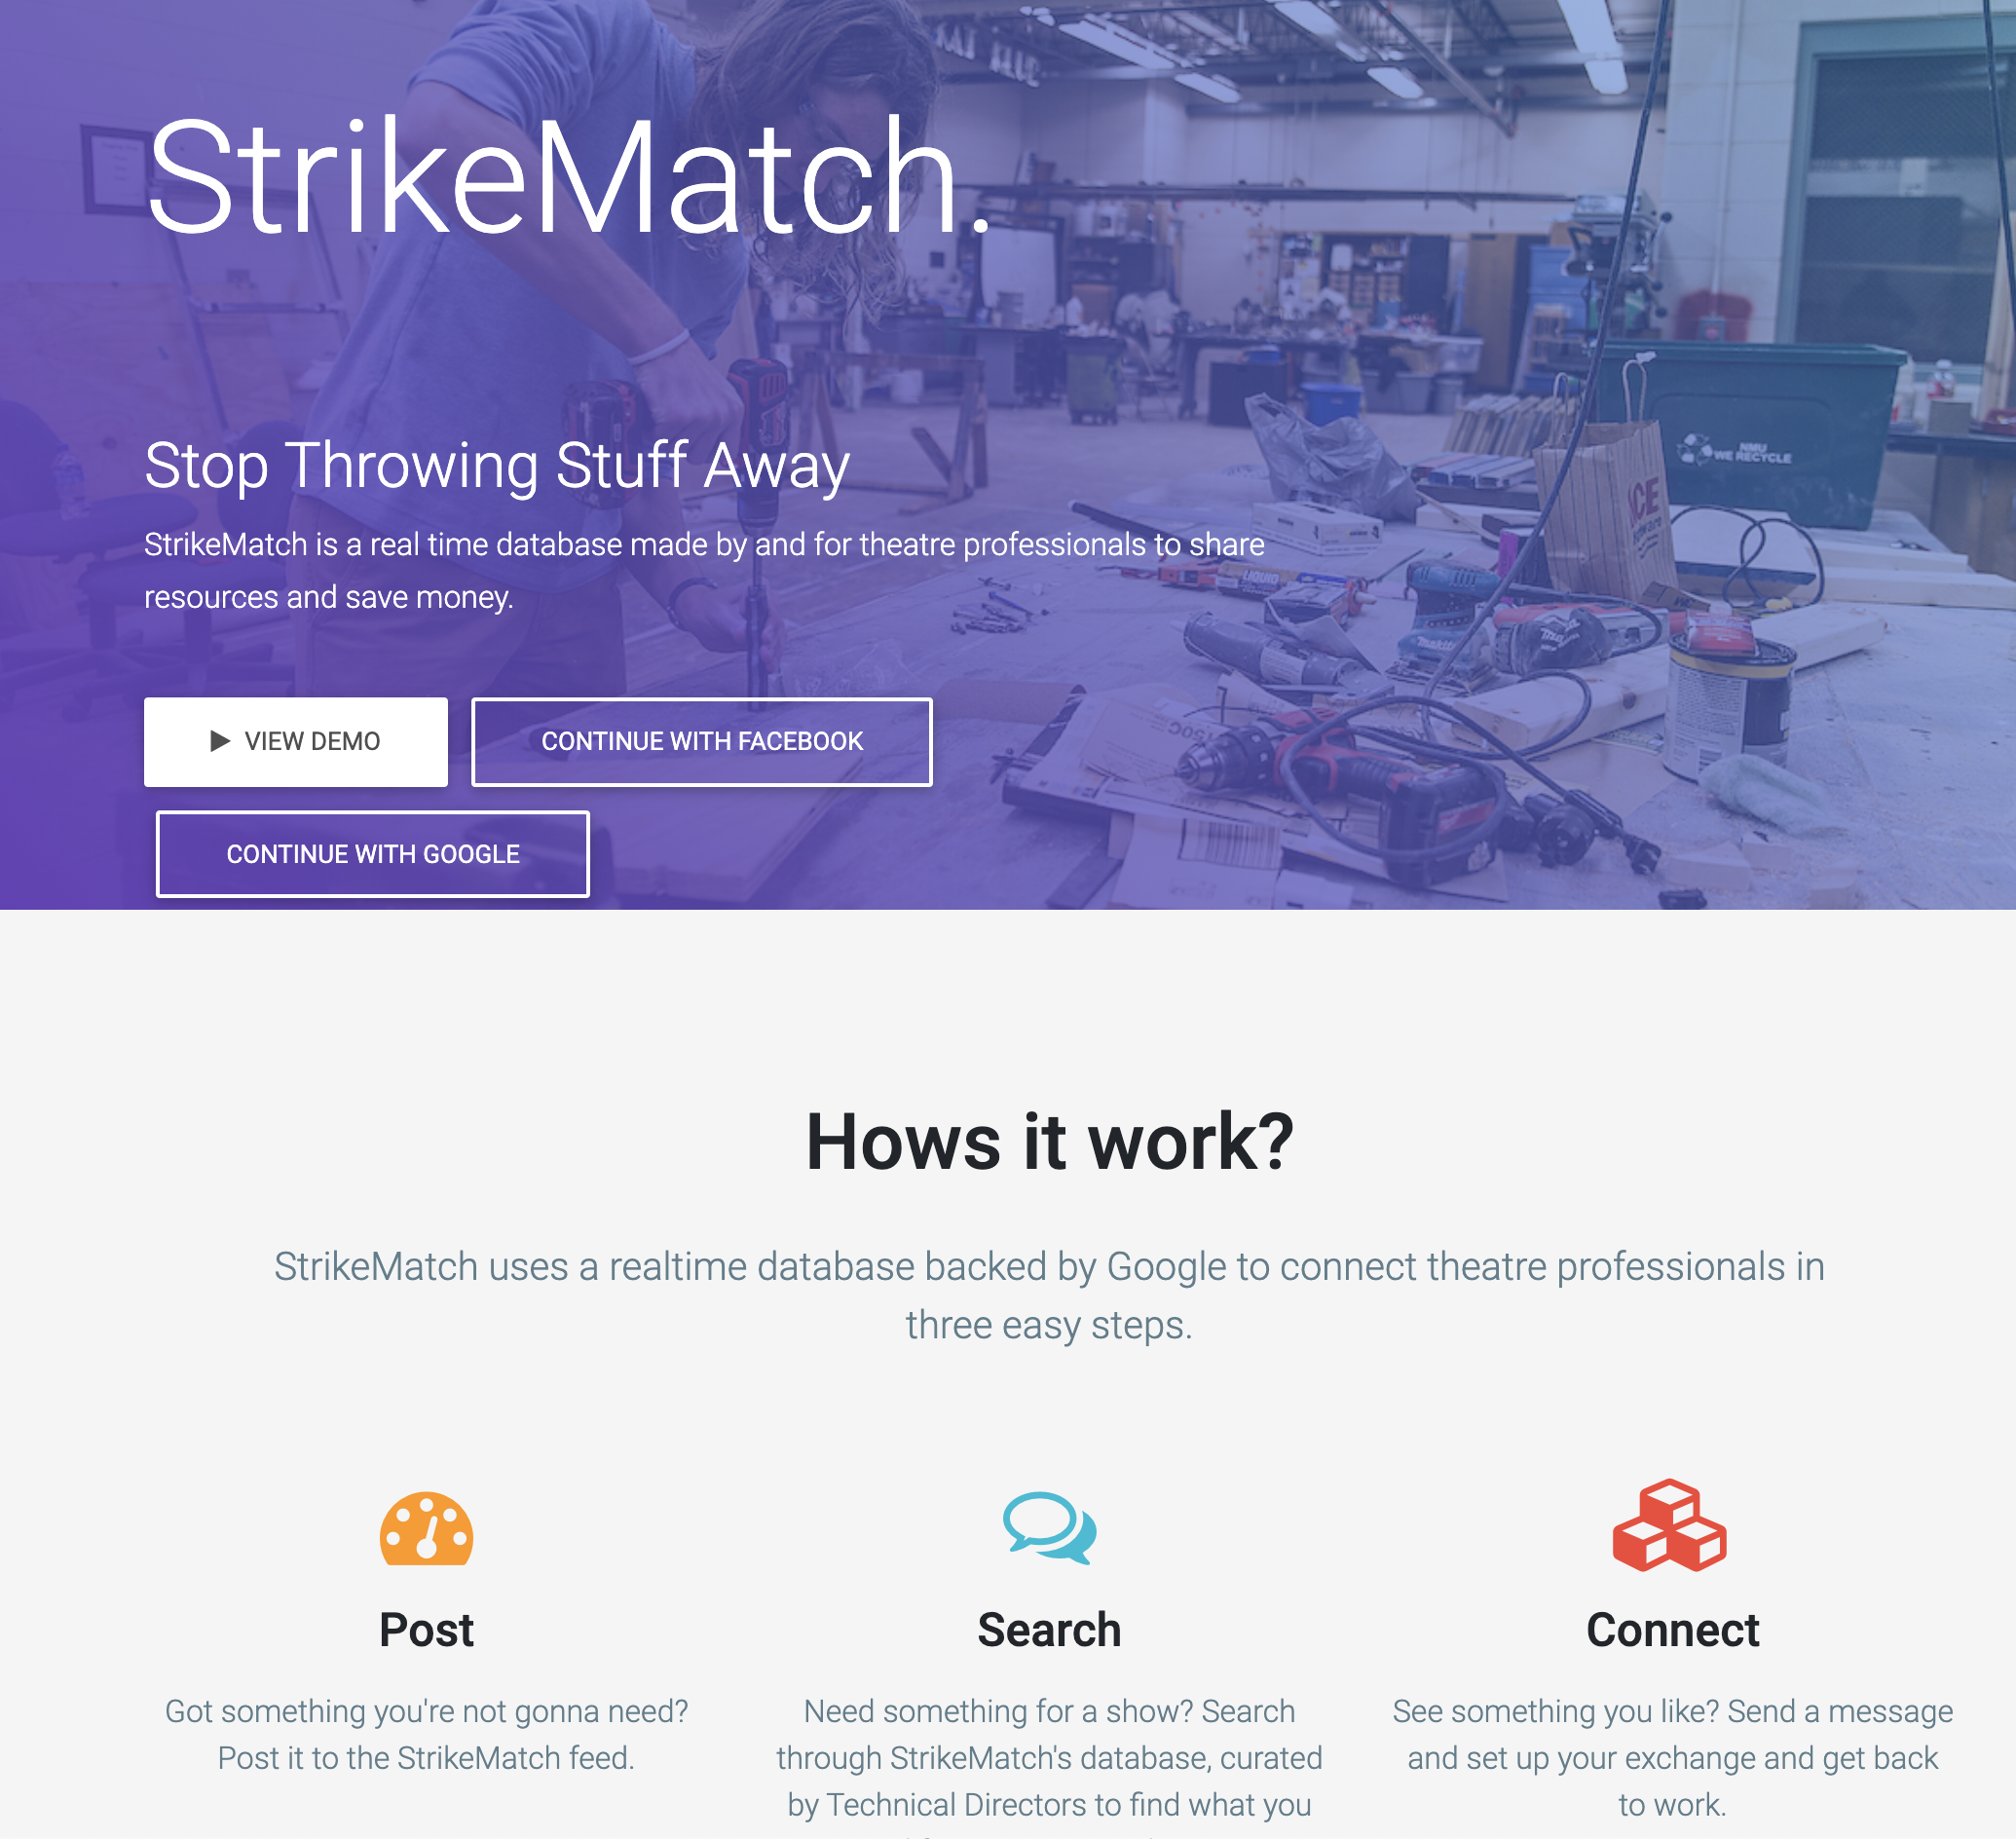 StrikeMatch.
Stop Throwing Stuff Away
StrikeMatch is a real time database made by and for theatre professionals to share
resources and save money.
VIEW DEMO
CONTINUE WITH FACEBOOK
CONTINUE WITH GOOGLE
NMU
WE RECYCLE
LIQUID
Hows it work?
StrikeMatch uses a realtime database backed by Google to connect theatre professionals in
three easy steps.
Post
Search
Connect
Got something you're not gonna need?
Post it to the StrikeMatch feed.
Need something for a show? Search
through StrikeMatch's database, curated
by Technical Directors to find what you
See something you like? Send a message
and set up your exchange and get back
to work.